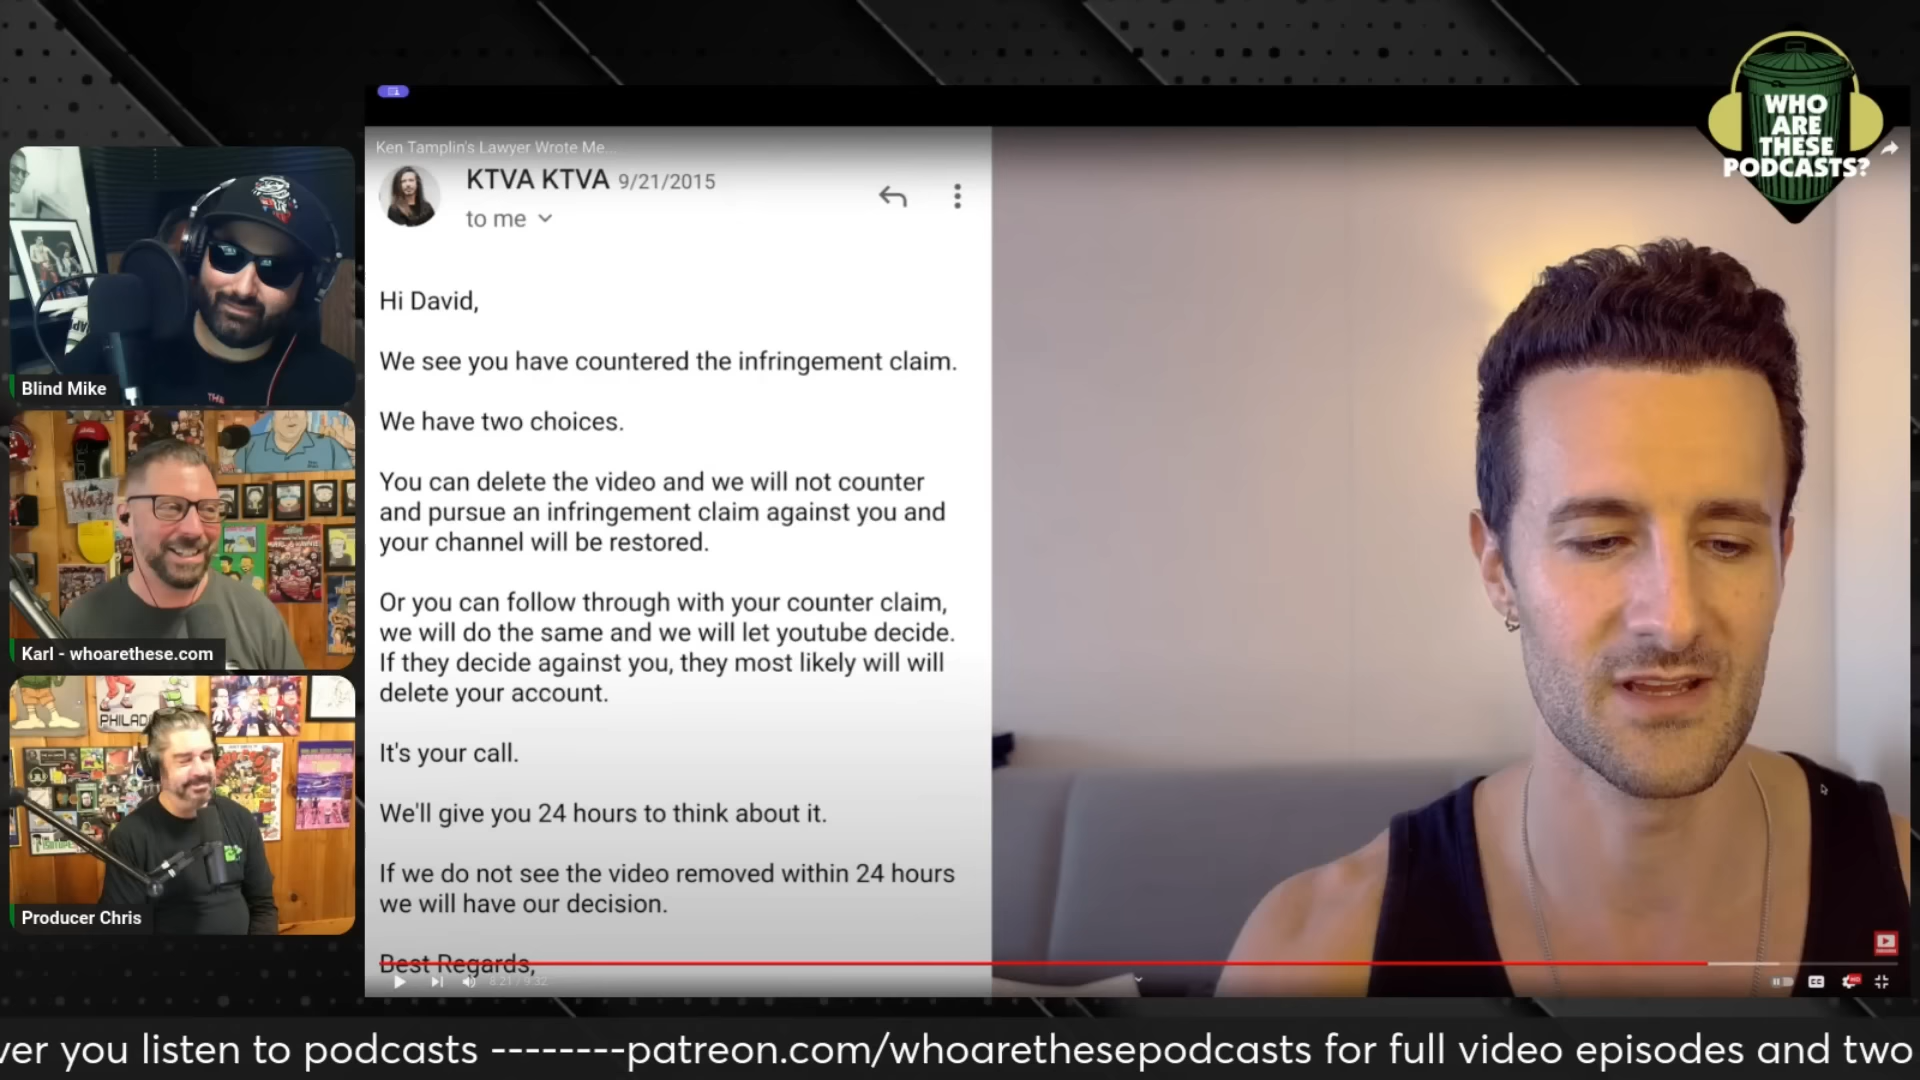 WHO
ARE
THESE
PODCASTS?
Ken Tamplin's Lawyer Wrote Me...
KTVA KTVA 9/21/2015
to me
Hi David,
We see you have countered the infringement claim.
We have two choices.
You can delete the video and we will not counter
and pursue an infringement claim against you and
your channel will be restored.
Or you can follow through with your counter claim,
we will do the same and we will let youtube decide.
If they decide against you, they most likely will will
delete your account.
It's your call.
We'll give you 24 hours to think about it.
If we do not see the video removed within 24 hours
we will have our decision.
Best Regards,
8:21 / 9:32
CC
Blind Mike
Karl - whoarethese.com
PHILAD
Producer Chris
ver you listen to podcasts --------patreon.com/whoarethesepodcasts for full video episodes and two